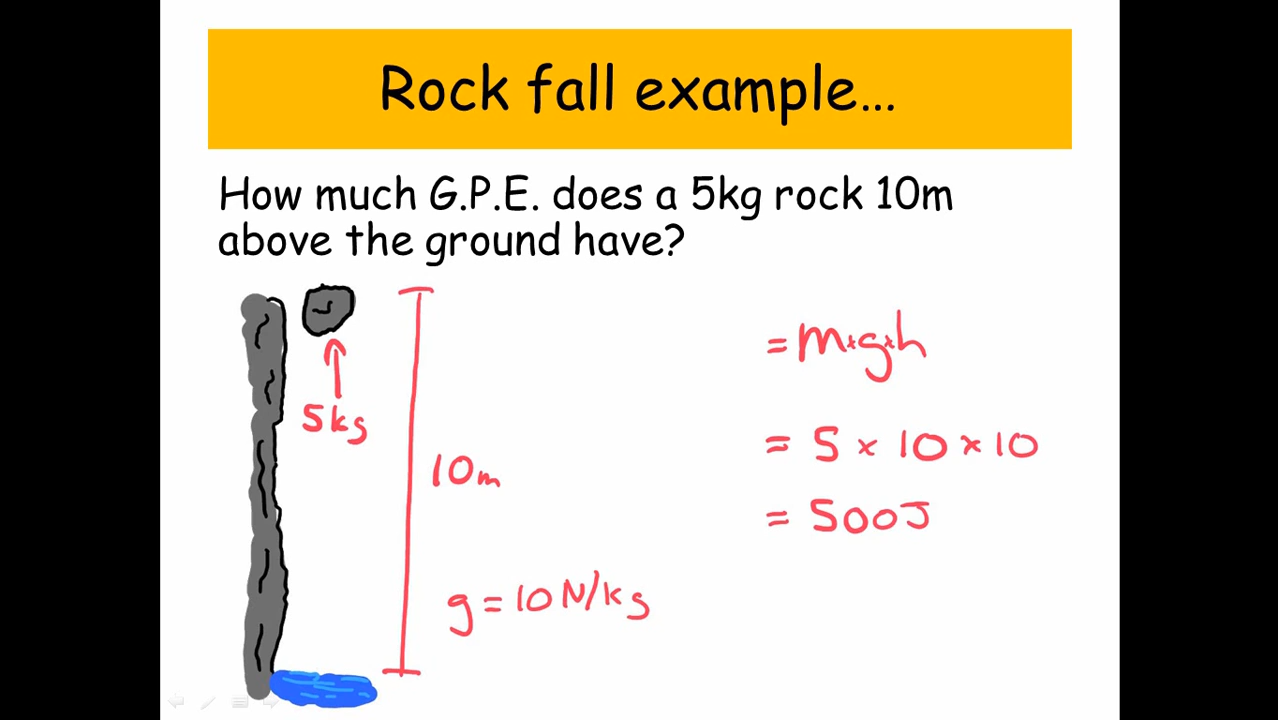 Rock fall example...
How much G.P.E. does a 5kg rock 10m
above the ground have?
5kg
10m
g = 10 N/kg
= m×g×h
= 5 × 10 × 10
= 500J